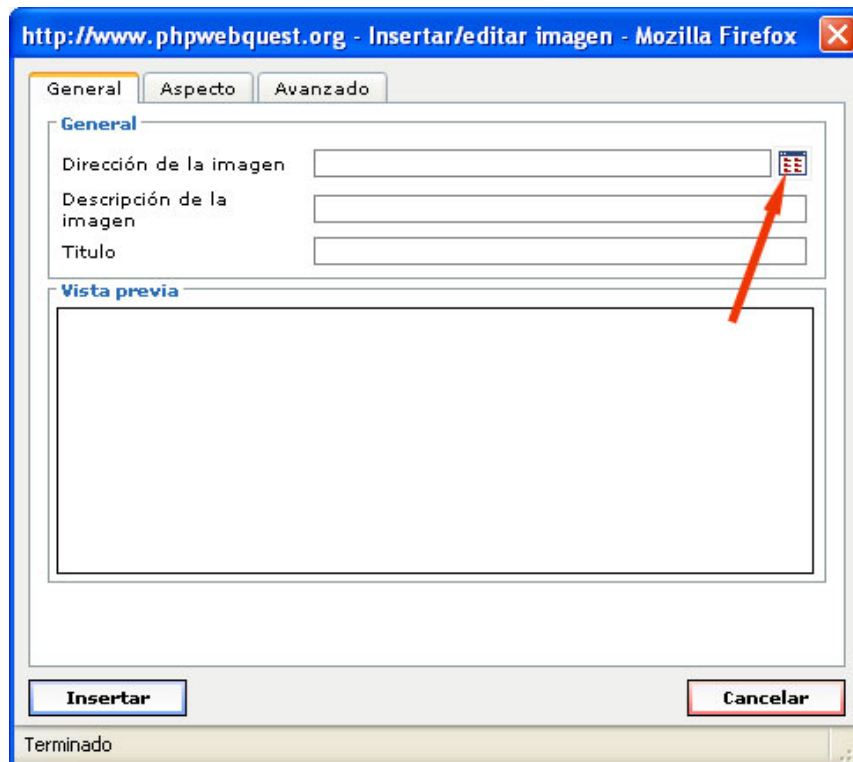 http://www.phpwebquest.org - Insertar/editar imagen - Mozilla Firefox
General Aspecto Avanzado
General
Dirección de la imagen
Descripción de la
imagen
Titulo
Vista previa
Insertar Cancelar
Terminado